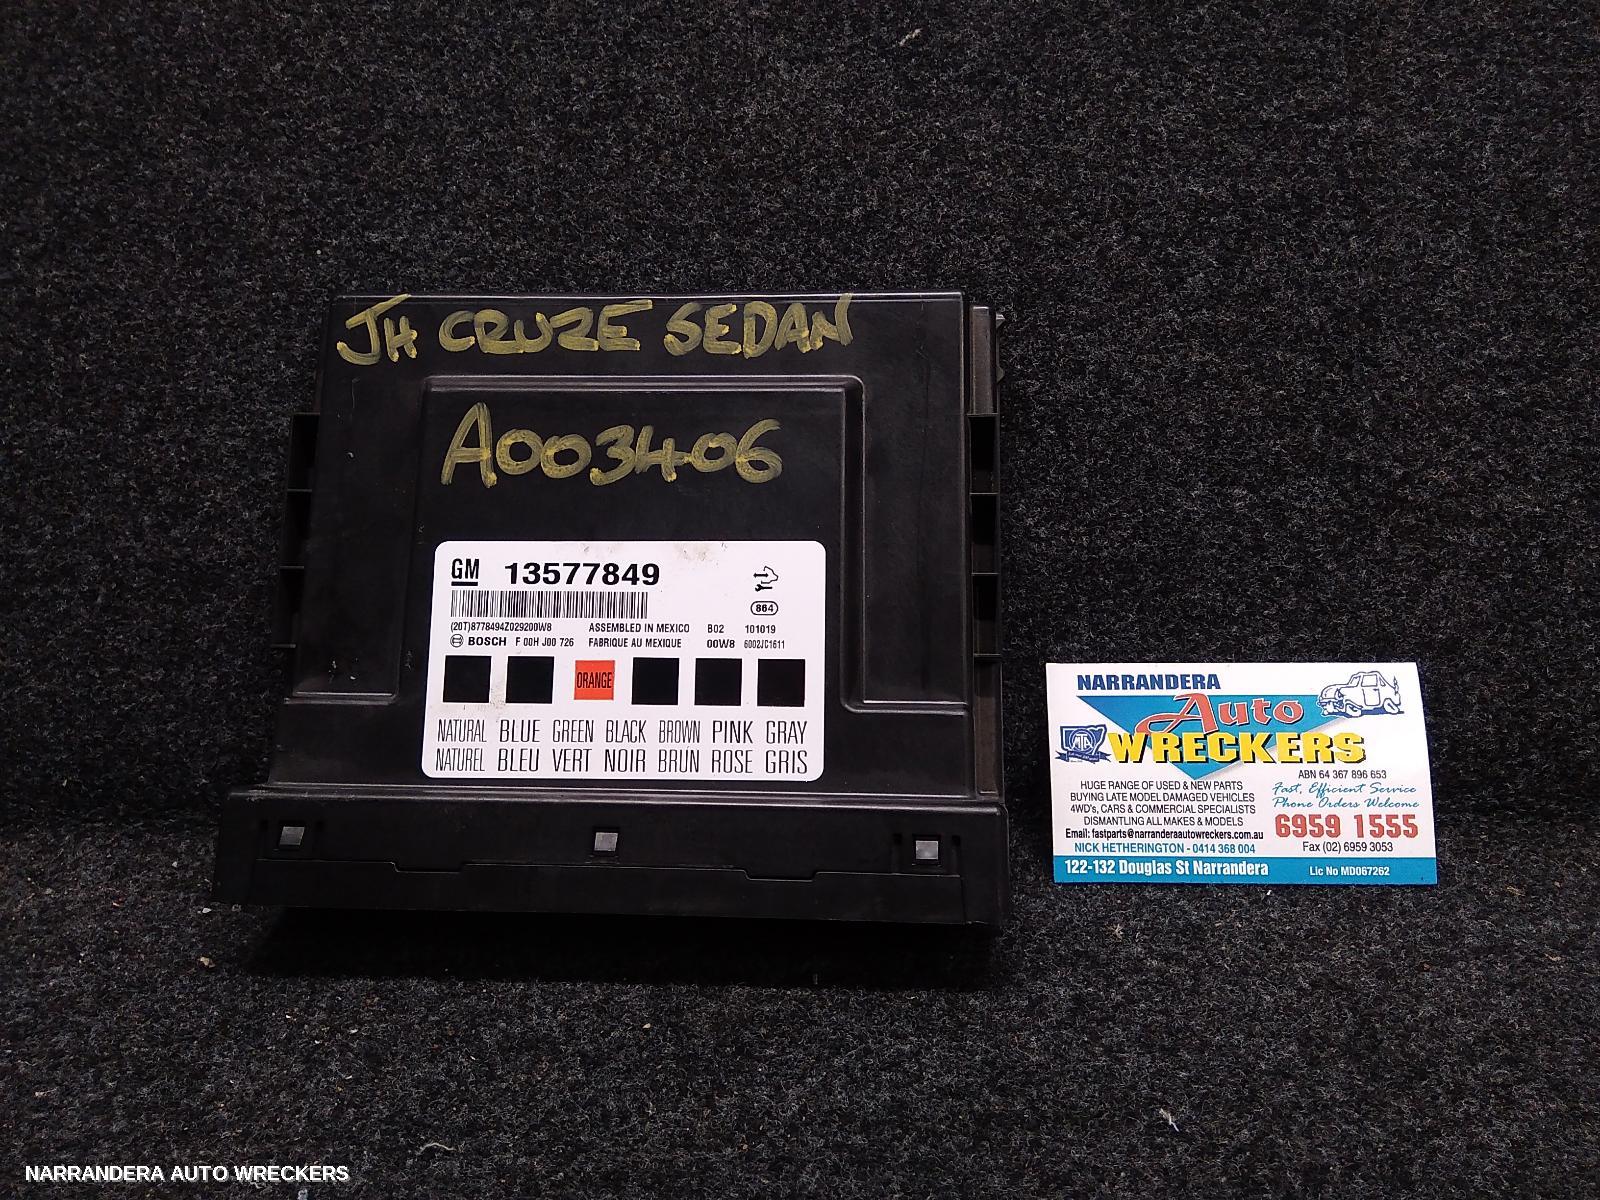 JH CRUZE SEDAN
A003406
GM 13577849
864
(20T)8778494Z029200W8 ASSEMBLED IN MEXICO B02 101019
BOSCH F 00H J00 726 FABRIQUE AU MEXIQUE 00W8 6002JC1611
ORANGE
NATURAL BLUE GREEN BLACK BROWN PINK GRAY
NATUREL BLEU VERT NOIR BRUN ROSE GRIS
NARRANDERA
Auto
WRECKERS
ABN 64 367 896 653
HUGE RANGE OF USED & NEW PARTS
BUYING LATE MODEL DAMAGED VEHICLES
4WD's, CARS & COMMERCIAL SPECIALISTS
DISMANTLING ALL MAKES & MODELS
Email: fastparts@narranderaautowreckers.com.au
NICK HETHERINGTON - 0414 368 004
Fast, Efficient Service
Phone Orders Welcome
6959 1555
Fax (02) 6959 3053
122-132 Douglas St Narrandera Lic No MD067262
NARRANDERA AUTO WRECKERS